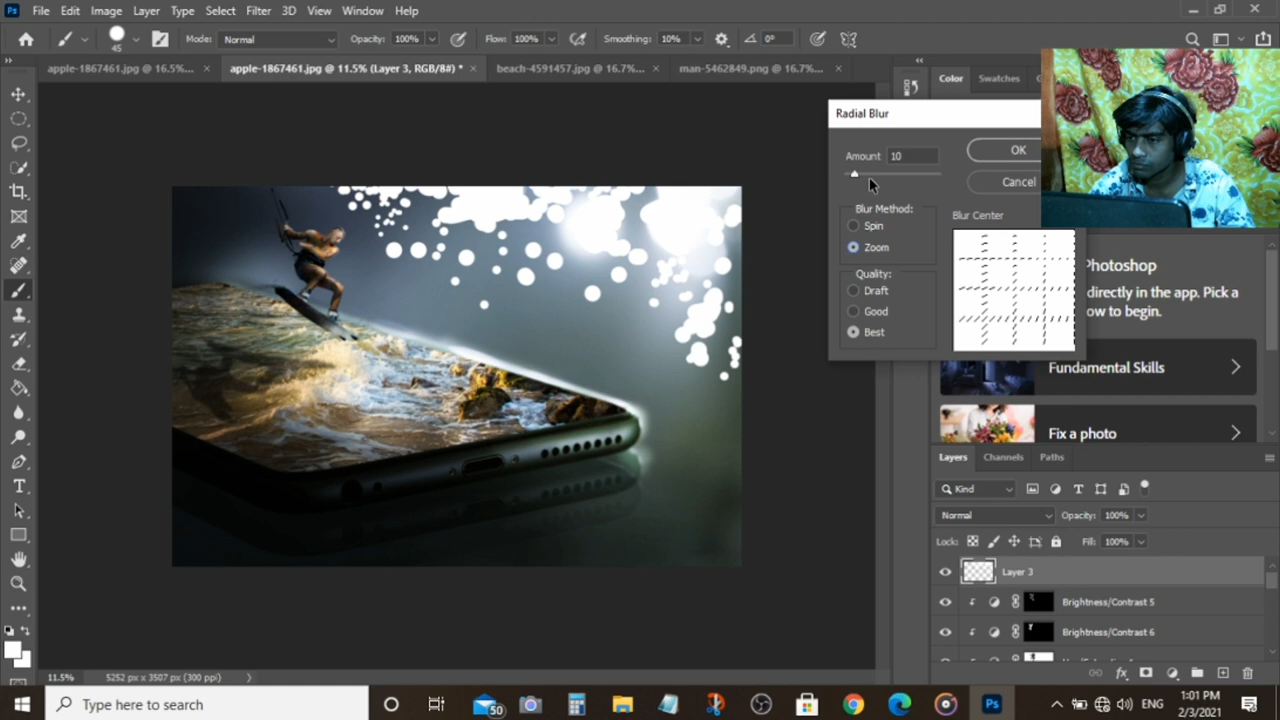 Ps File Edit Image Layer Type Select Filter 3D View Window Help
45 Mode: Normal Opacity: 100% Flow: 100% Smoothing: 10% 0°
apple-1867461.jpg @ 16.5%... × apple-1867461.jpg @ 11.5% (Layer 3, RGB/8#) * × beach-4591457.jpg @ 16.7%... × man-5462849.png @ 16.7%... ×
Color Swatches
Radial Blur
Amount 10
OK
Cancel
Blur Method:
Spin
Zoom
Blur Center
Quality:
Draft
Good
Best
Photoshop
directly in the app. Pick a
ow to begin.
Fundamental Skills
Fix a photo
Layers Channels Paths
Kind
Normal Opacity: 100%
Lock: Fill: 100%
Layer 3
Brightness/Contrast 5
Brightness/Contrast 6
11.5% 5252 px x 3507 px (300 ppi)
Type here to search
50
Ps
ENG
1:01 PM
2/3/2021